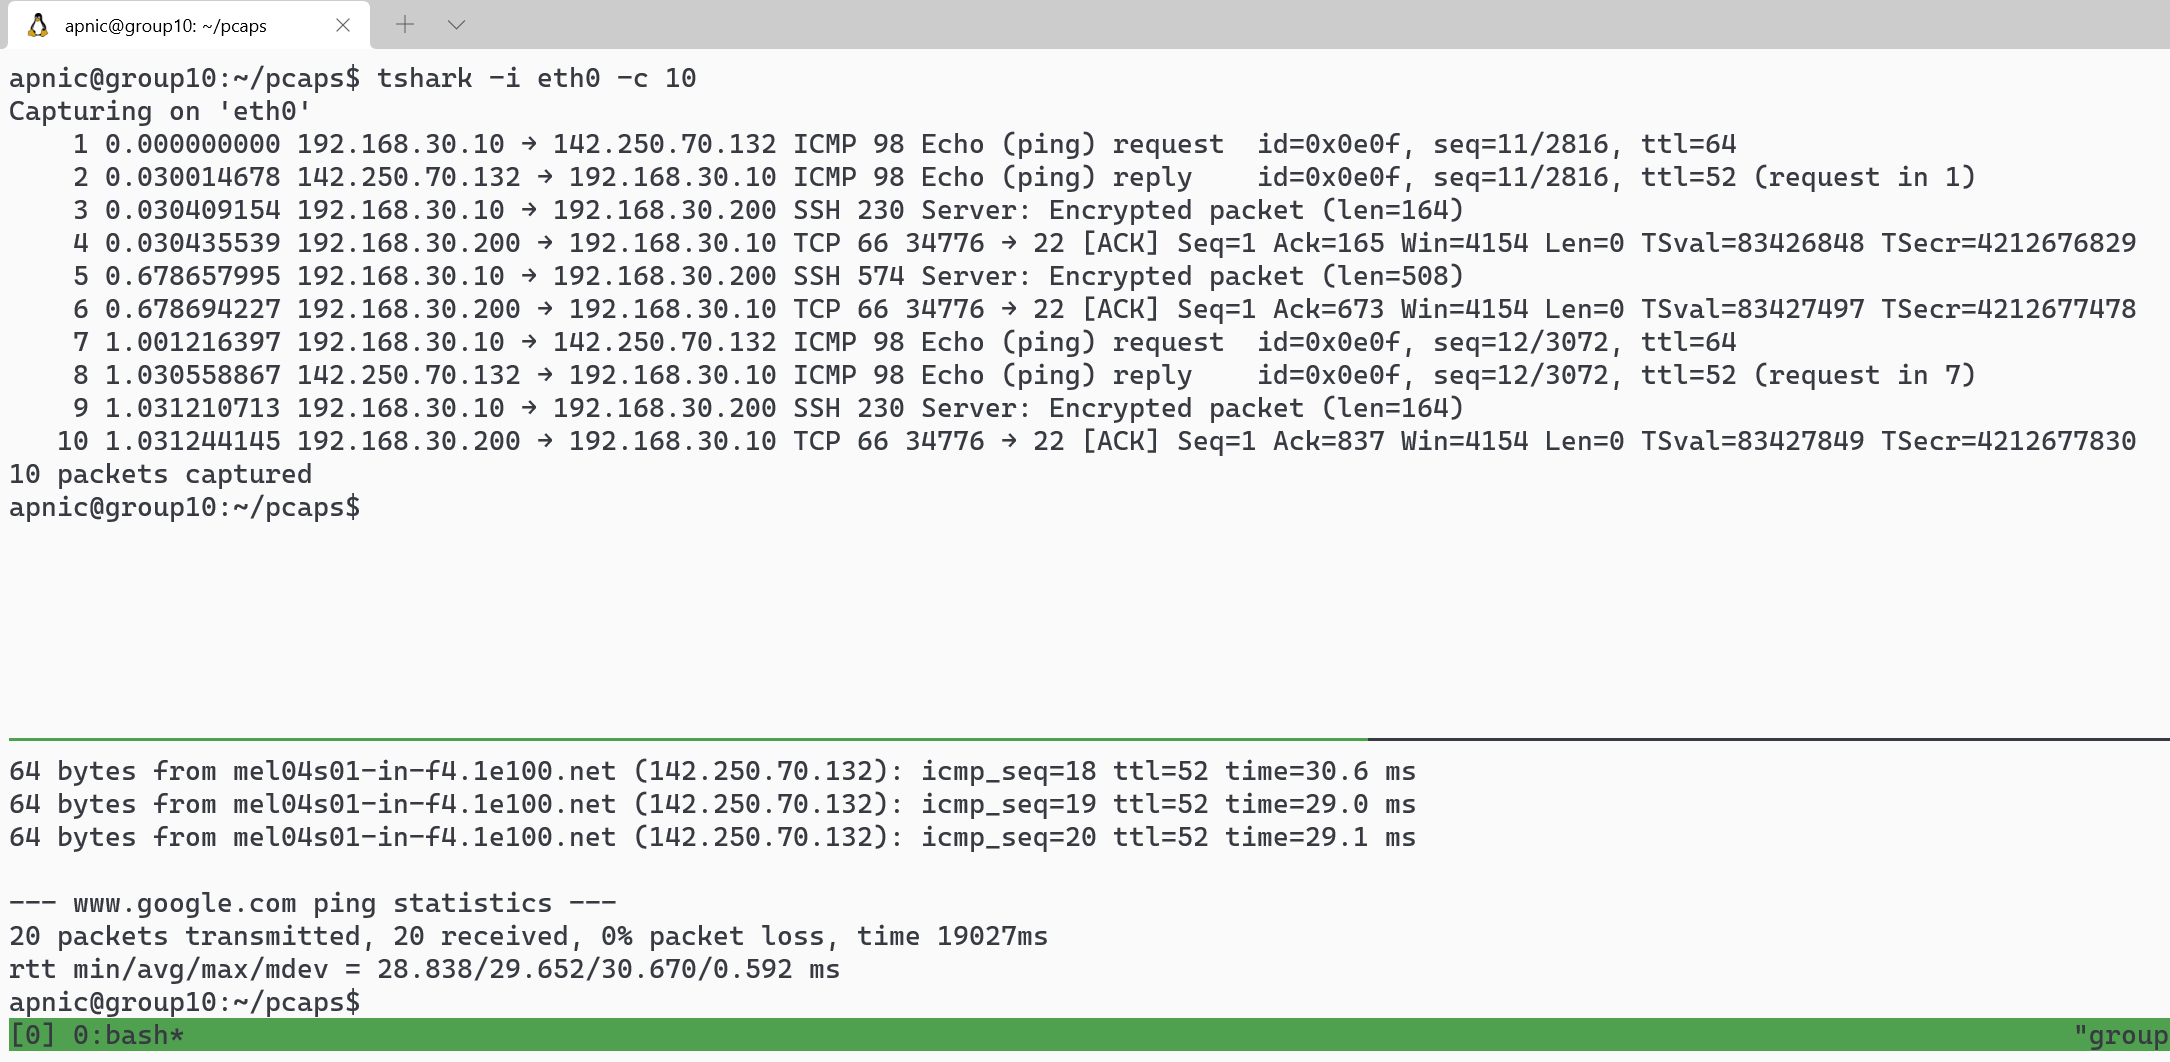 apnic@group10: ~/pcaps
apnic@group10:~/pcaps$ tshark -i eth0 -c 10
Capturing on 'eth0'
    1 0.000000000 192.168.30.10 → 142.250.70.132 ICMP 98 Echo (ping) request  id=0x0e0f, seq=11/2816, ttl=64
    2 0.030014678 142.250.70.132 → 192.168.30.10 ICMP 98 Echo (ping) reply    id=0x0e0f, seq=11/2816, ttl=52 (request in 1)
    3 0.030409154 192.168.30.10 → 192.168.30.200 SSH 230 Server: Encrypted packet (len=164)
    4 0.030435539 192.168.30.200 → 192.168.30.10 TCP 66 34776 → 22 [ACK] Seq=1 Ack=165 Win=4154 Len=0 TSval=83426848 TSecr=4212676829
    5 0.678657995 192.168.30.10 → 192.168.30.200 SSH 574 Server: Encrypted packet (len=508)
    6 0.678694227 192.168.30.200 → 192.168.30.10 TCP 66 34776 → 22 [ACK] Seq=1 Ack=673 Win=4154 Len=0 TSval=83427497 TSecr=4212677478
    7 1.001216397 192.168.30.10 → 142.250.70.132 ICMP 98 Echo (ping) request  id=0x0e0f, seq=12/3072, ttl=64
    8 1.030558867 142.250.70.132 → 192.168.30.10 ICMP 98 Echo (ping) reply    id=0x0e0f, seq=12/3072, ttl=52 (request in 7)
    9 1.031210713 192.168.30.10 → 192.168.30.200 SSH 230 Server: Encrypted packet (len=164)
   10 1.031244145 192.168.30.200 → 192.168.30.10 TCP 66 34776 → 22 [ACK] Seq=1 Ack=837 Win=4154 Len=0 TSval=83427849 TSecr=4212677830
10 packets captured
apnic@group10:~/pcaps$
64 bytes from mel04s01-in-f4.1e100.net (142.250.70.132): icmp_seq=18 ttl=52 time=30.6 ms
64 bytes from mel04s01-in-f4.1e100.net (142.250.70.132): icmp_seq=19 ttl=52 time=29.0 ms
64 bytes from mel04s01-in-f4.1e100.net (142.250.70.132): icmp_seq=20 ttl=52 time=29.1 ms
--- www.google.com ping statistics ---
20 packets transmitted, 20 received, 0% packet loss, time 19027ms
rtt min/avg/max/mdev = 28.838/29.652/30.670/0.592 ms
apnic@group10:~/pcaps$
[0] 0:bash* "group